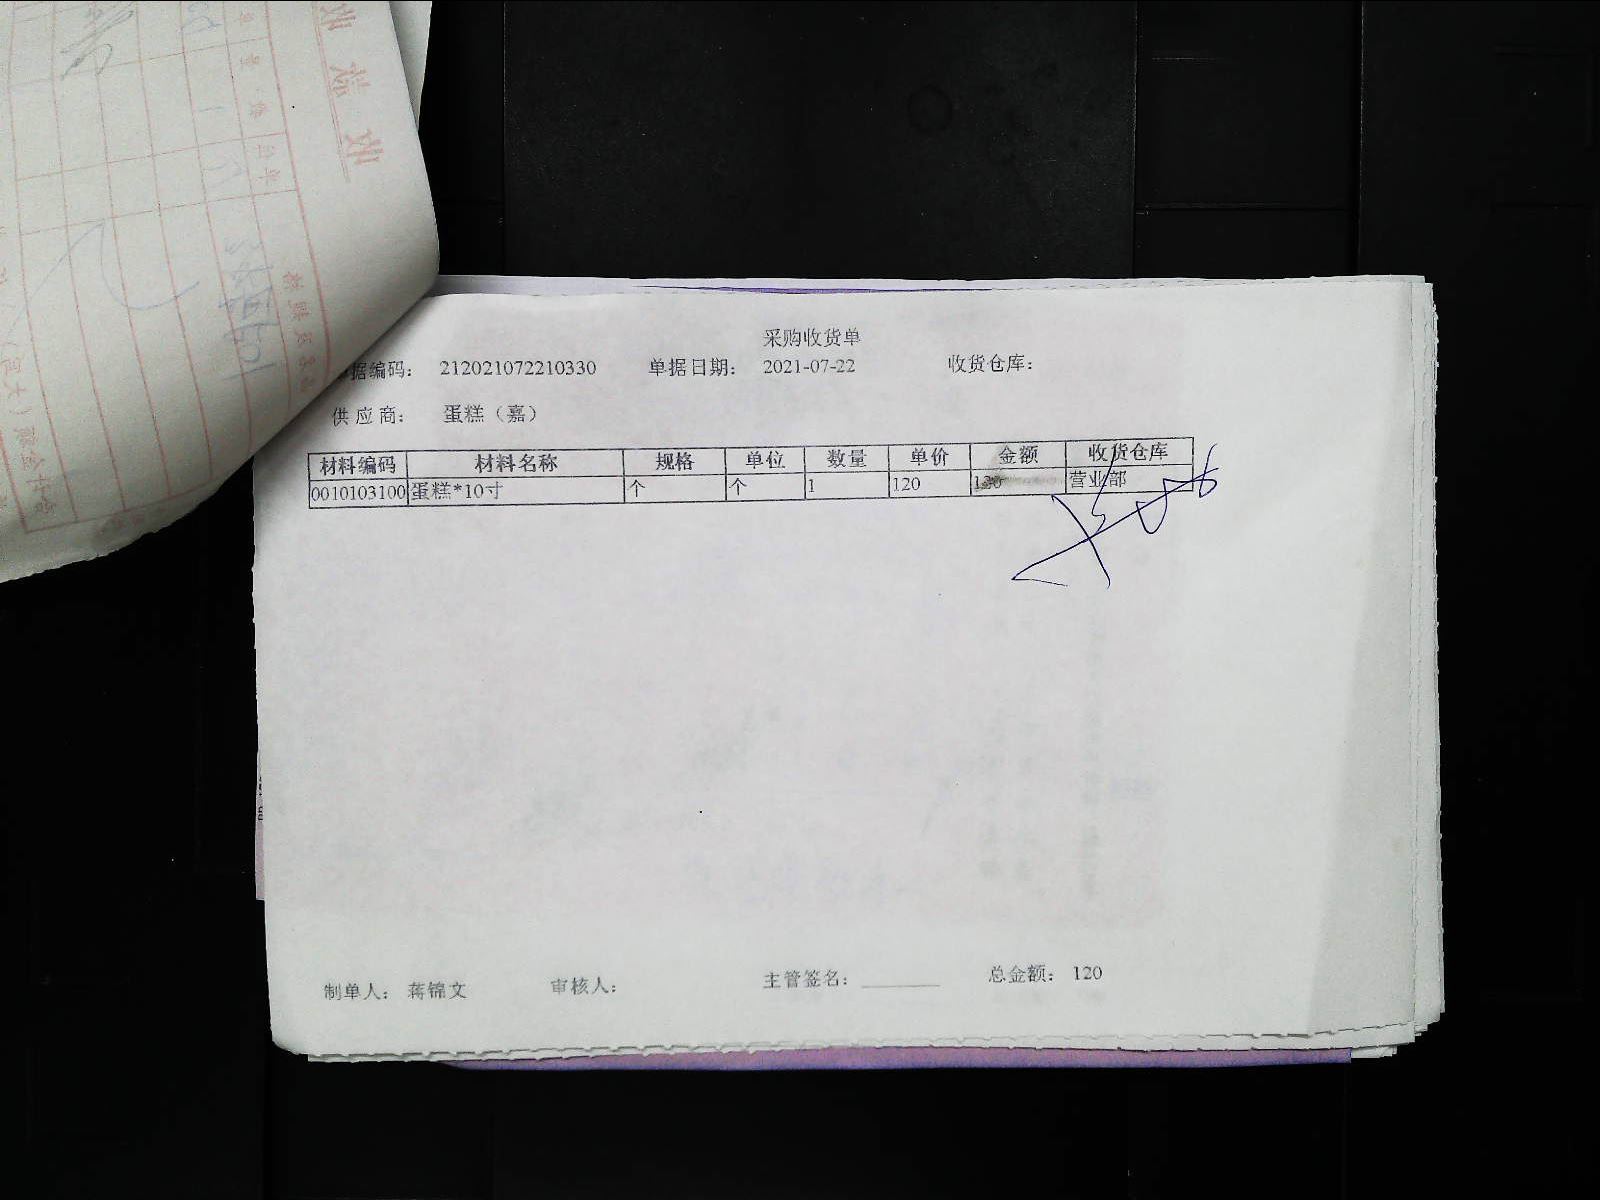 采购收货单
据编码： 212021072210330 单据日期： 2021-07-22 收货仓库：
供应商： 蛋糕（嘉）
材料编码 材料名称 规格 单位 数量 单价 金额 收货仓库
0010103100 蛋糕*10寸 个 个 1 120 120 营业部
制单人： 蒋锦文 审核人： 主管签名： 总金额： 120